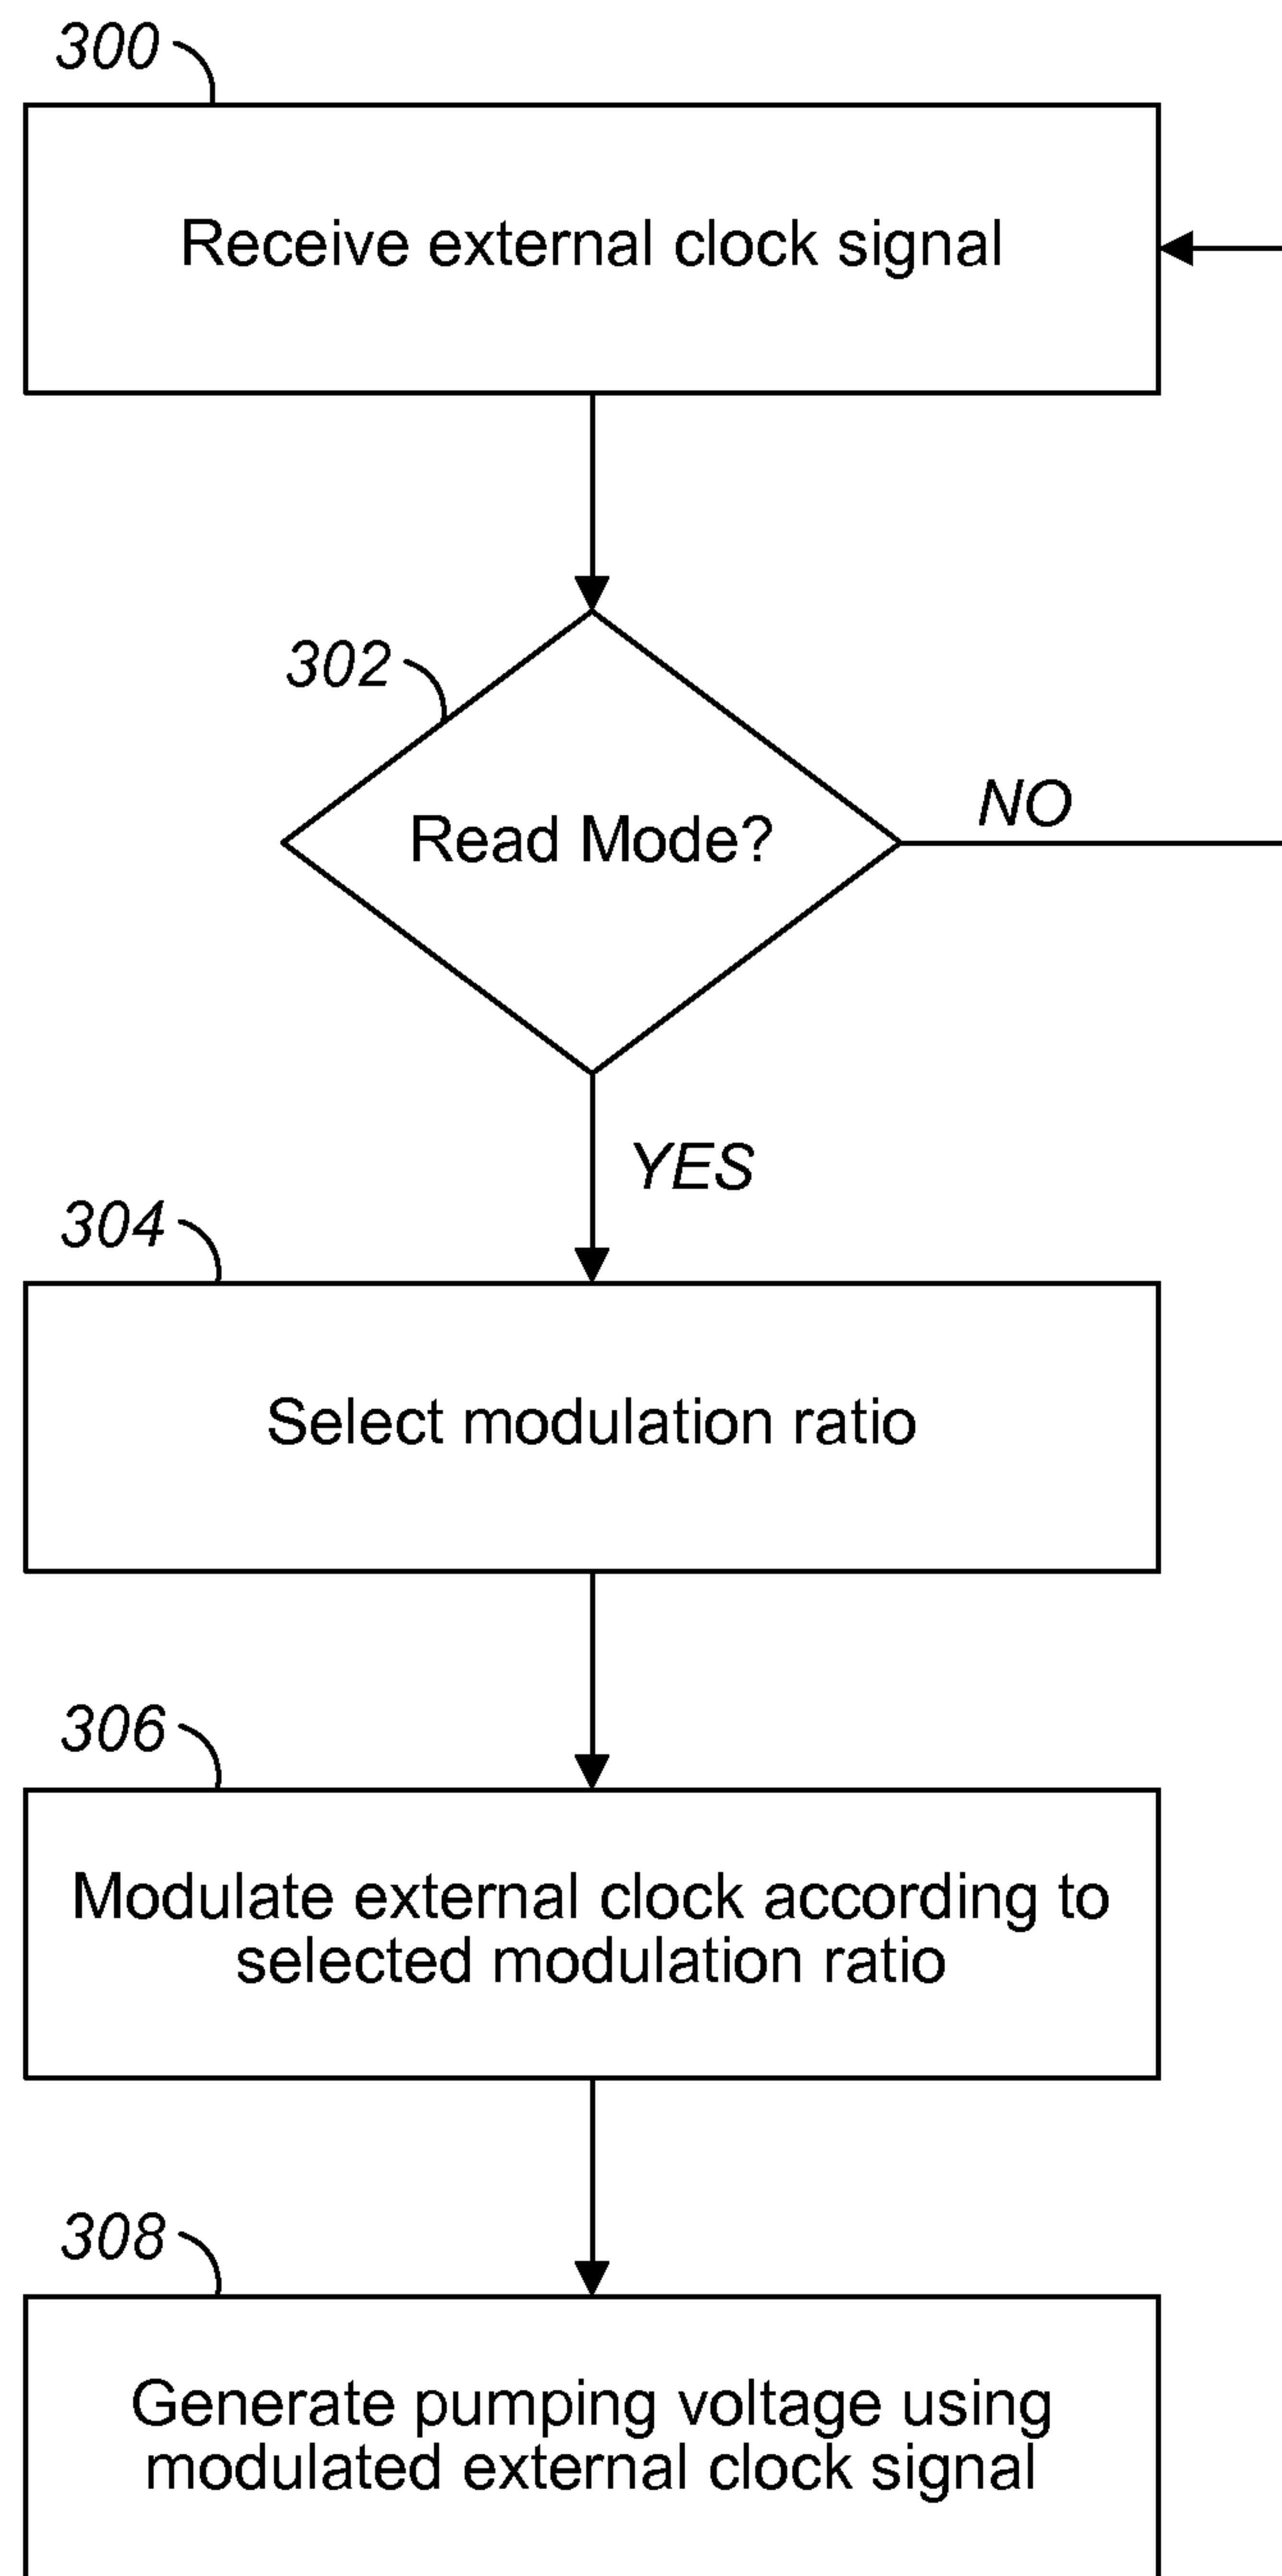 300
Receive external clock signal
302
Read Mode?
NO
YES
304
Select modulation ratio
306
Modulate external clock according to
selected modulation ratio
308
Generate pumping voltage using
modulated external clock signal